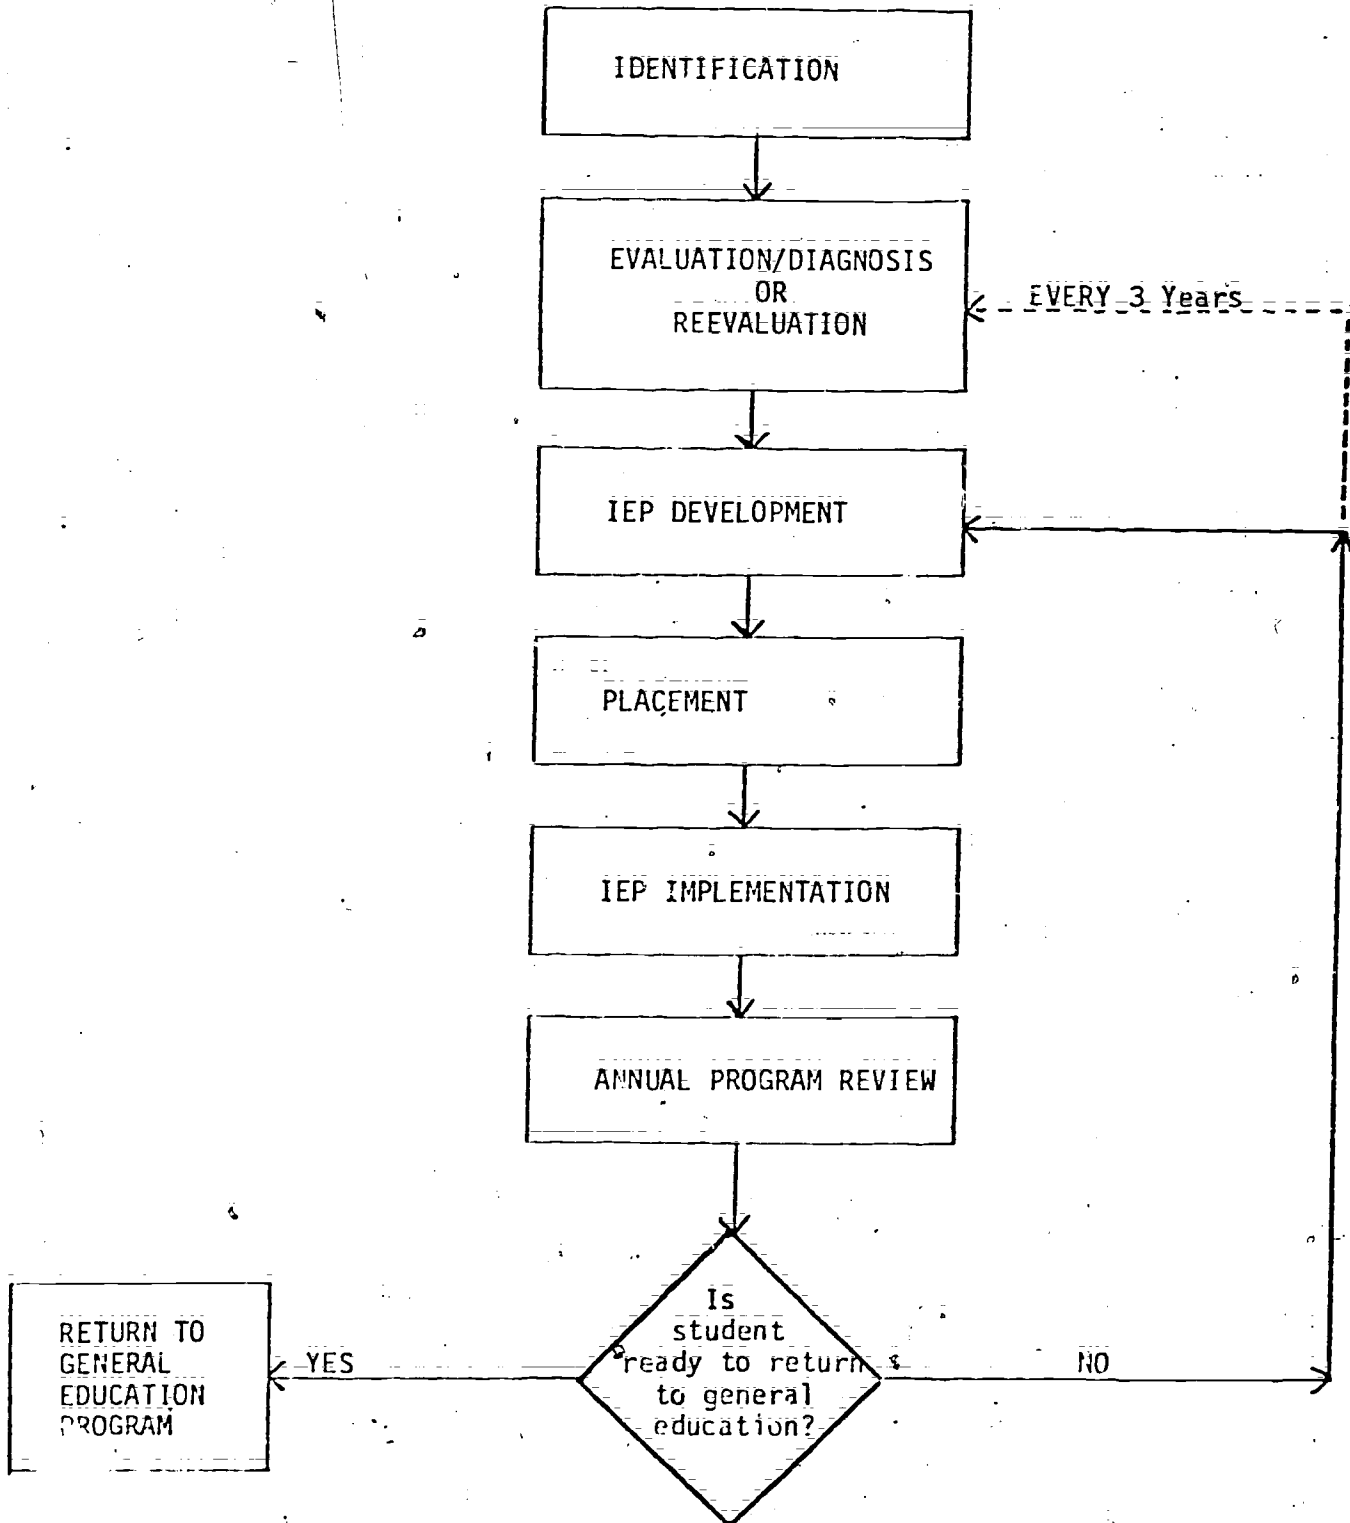 IDENTIFICATION
EVALUATION/DIAGNOSIS
OR
REEVALUATION
EVERY 3 Years
IEP DEVELOPMENT
PLACEMENT
IEP IMPLEMENTATION
ANNUAL PROGRAM REVIEW
Is
student
ready to return
to general
education?
YES
NO
RETURN TO
GENERAL
EDUCATION
PROGRAM